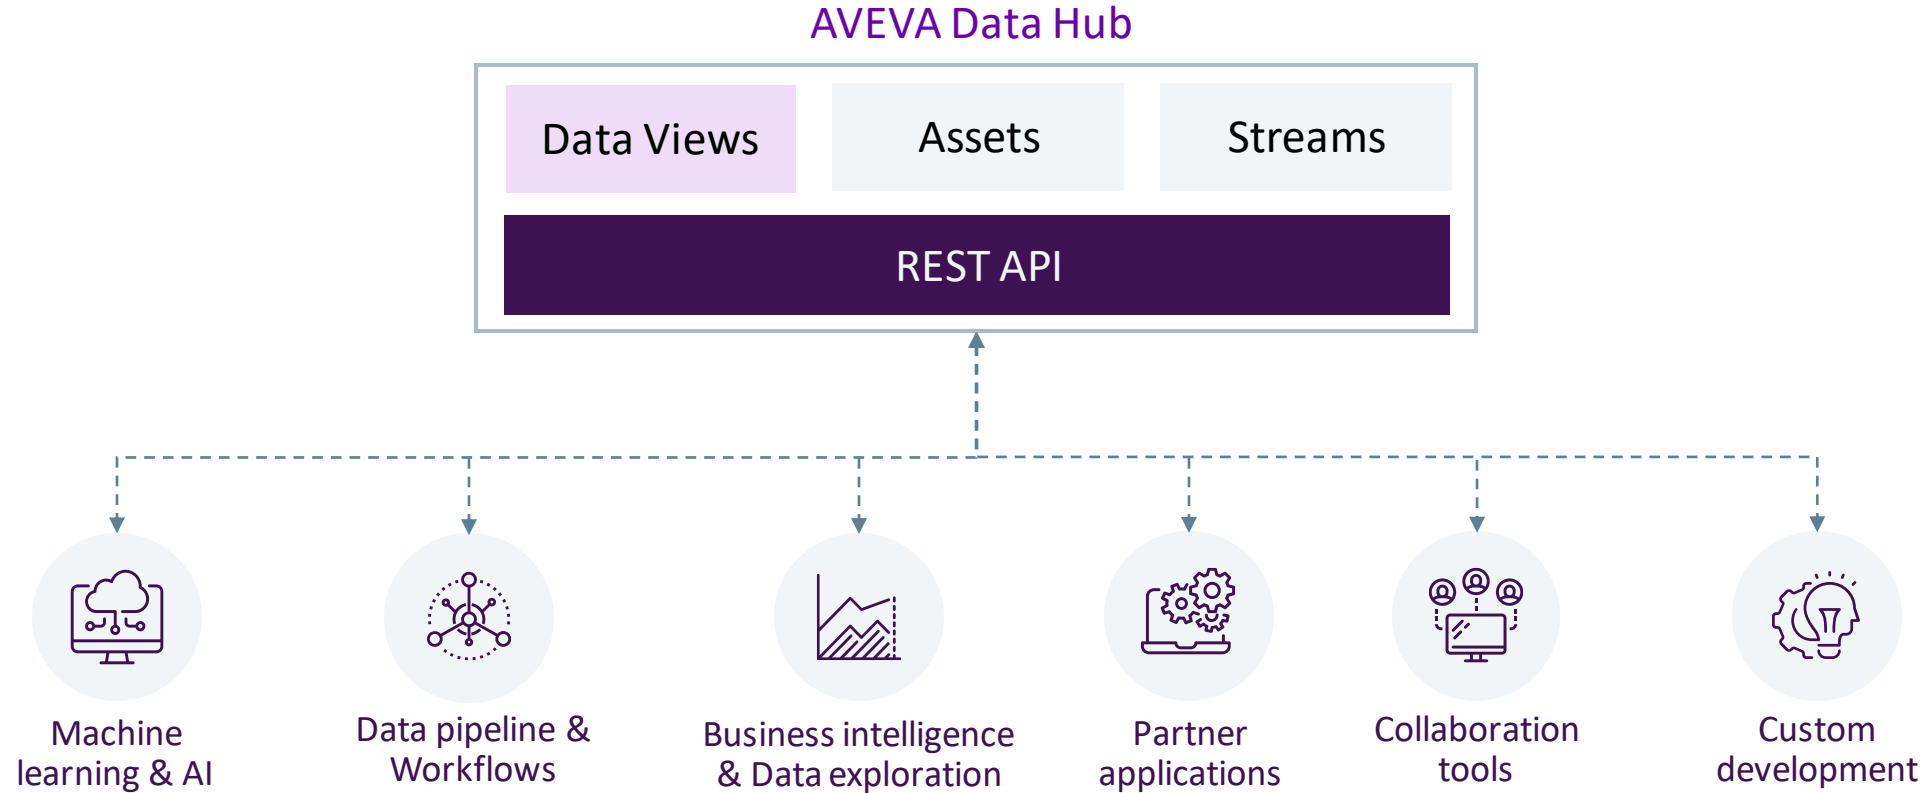 AVEVA Data Hub
Data Views
Assets
Streams
REST API
Machine
learning & AI
Data pipeline &
Workflows
Business intelligence
& Data exploration
Partner
applications
Collaboration
tools
Custom
development